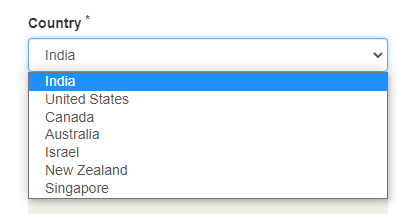 Country *
India
India
United States
Canada
Australia
Israel
New Zealand
Singapore